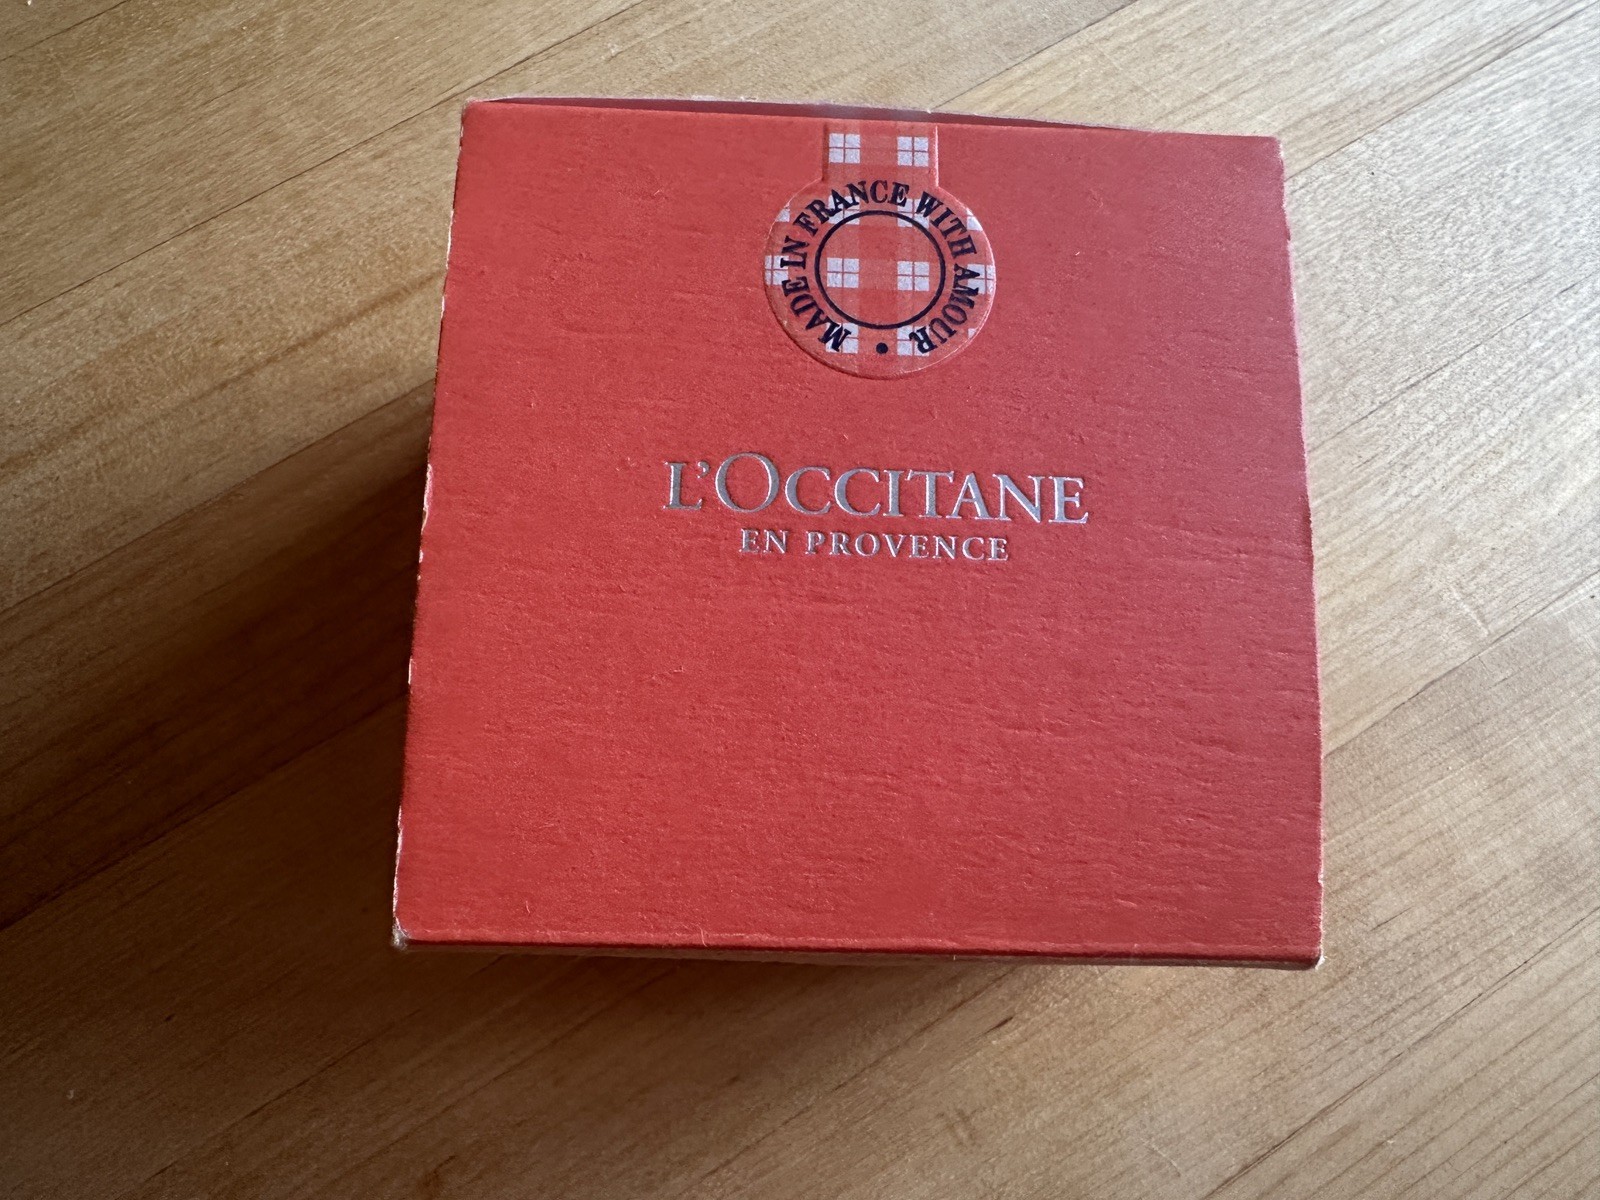 MADE IN FRANCE WITH AMOUR •
L'OCCITANE
EN PROVENCE